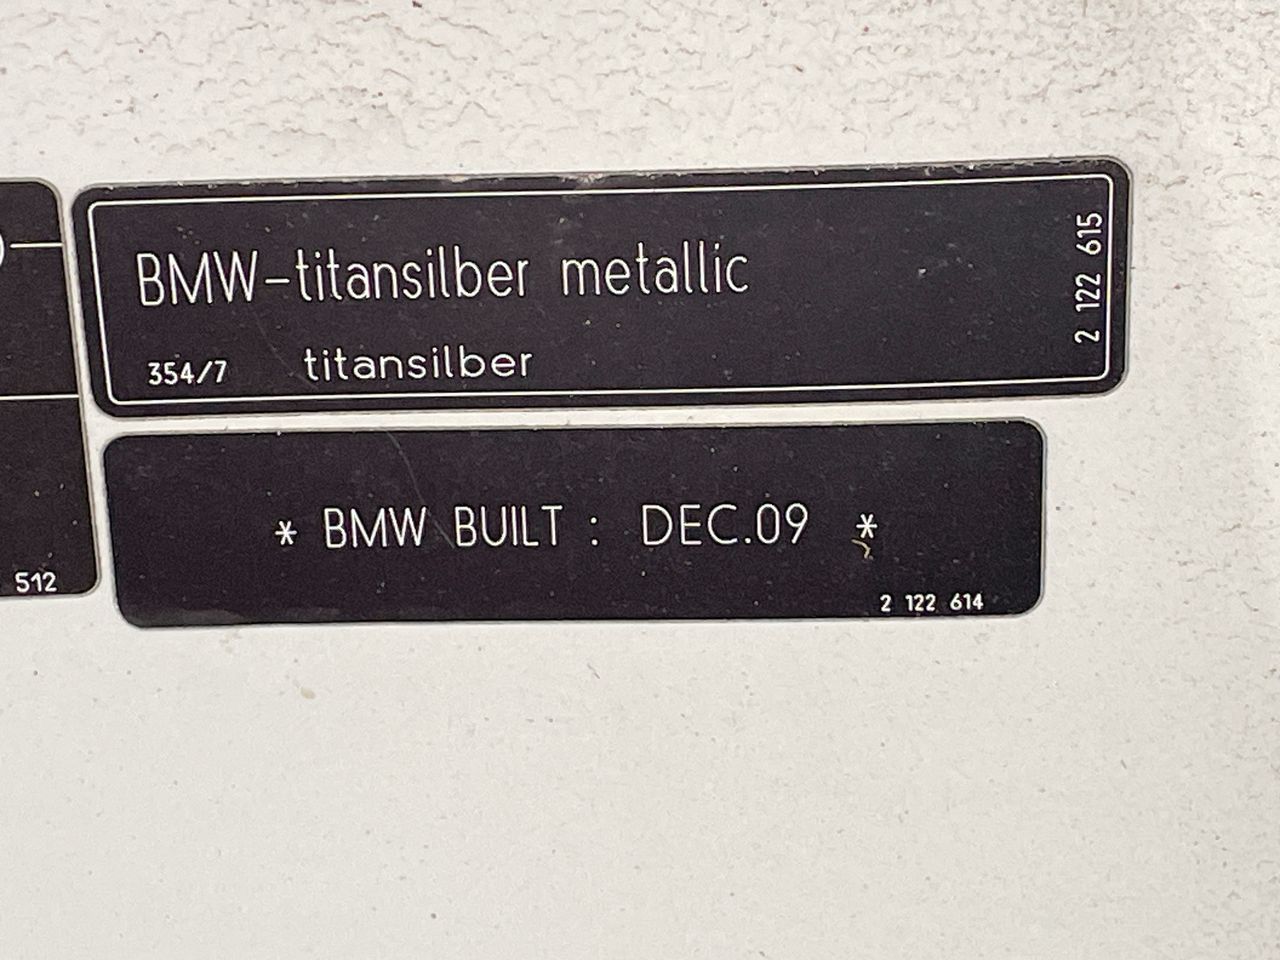 BMW-titansilber metallic
354/7 titansilber
2 122 615
* BMW BUILT : DEC.09 *
2 122 614
512